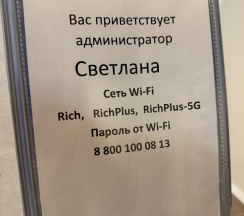 Вас приветствует
администратор
Светлана
Сеть Wi-Fi
Rich, RichPlus, RichPlus-5G
Пароль от Wi-Fi
8 800 100 08 13